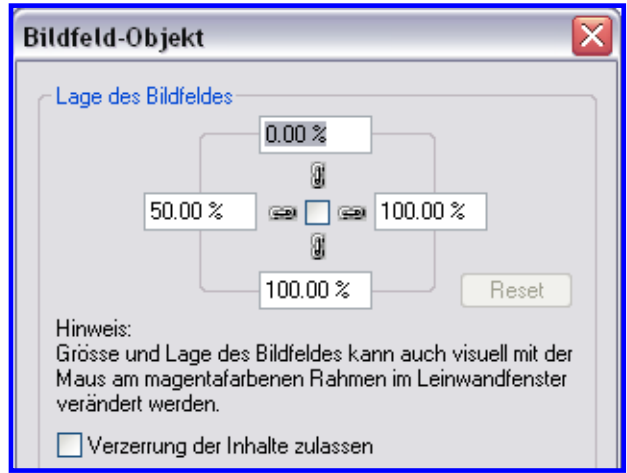 Bildfeld-Objekt
Lage des Bildfeldes
0.00 %
50.00 %
100.00 %
100.00 %
Reset
Hinweis:
Grösse und Lage des Bildfeldes kann auch visuell mit der
Maus am magentafarbenen Rahmen im Leinwandfenster
verändert werden.
Verzerrung der Inhalte zulassen